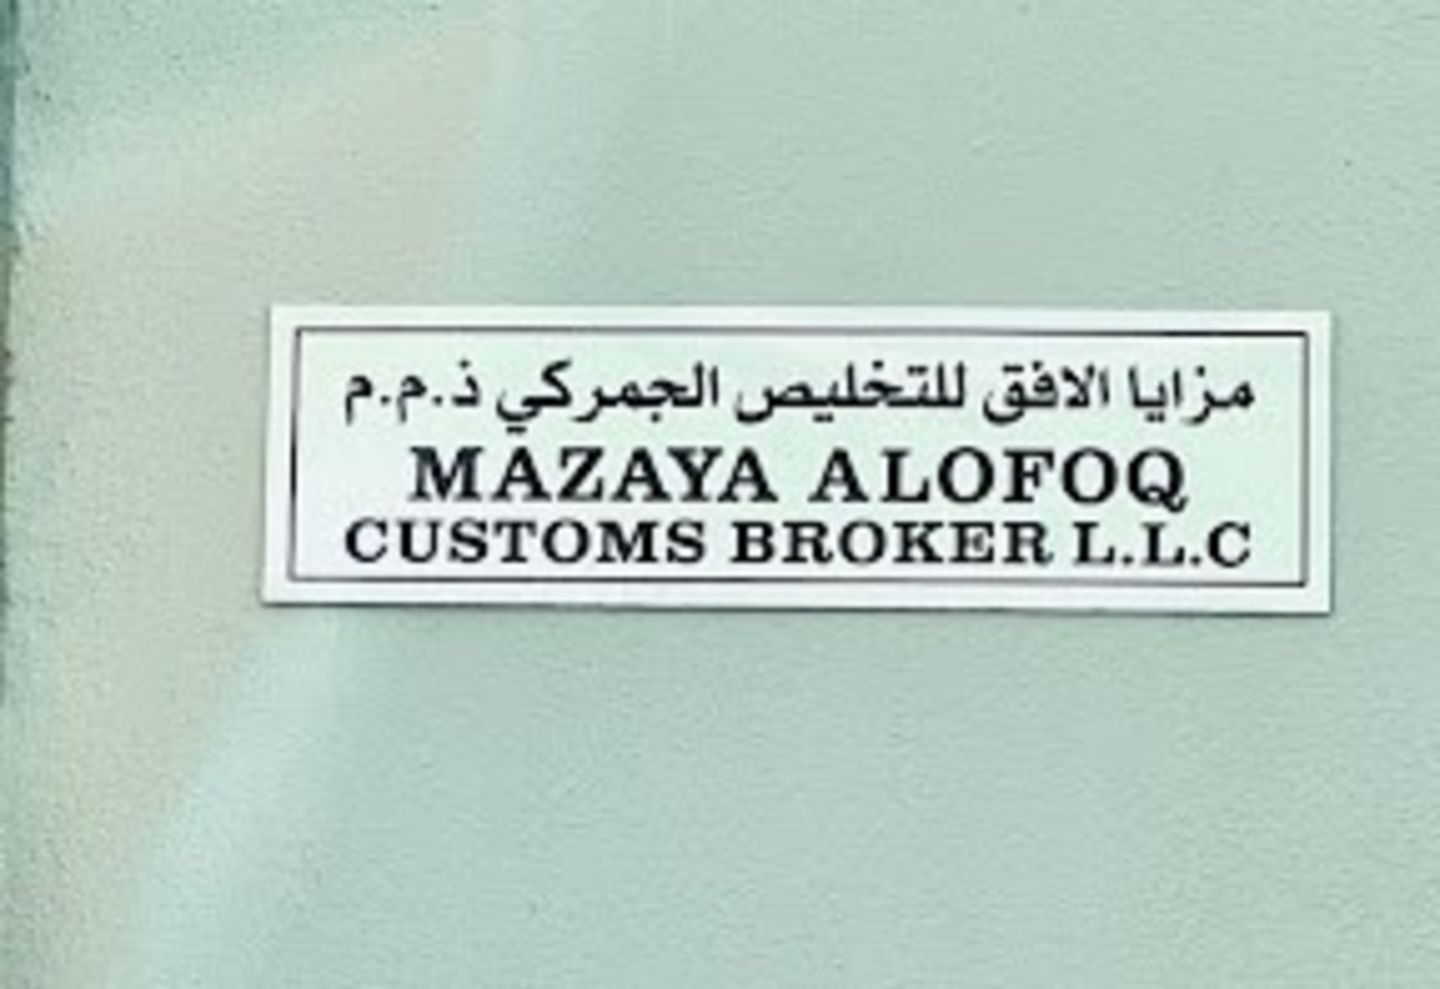 مزايا الافق للتخليص الجمركي ذ.م.م
MAZAYA ALOFOQ
CUSTOMS BROKER L.L.C